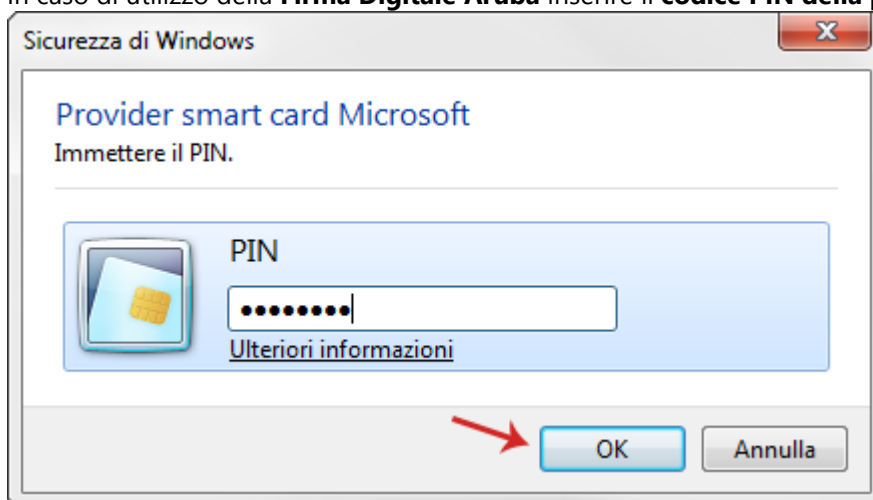 In caso di utilizzo della Firma Digitale Aruba inserire il codice PIN della
Sicurezza di Windows
Provider smart card Microsoft
Immettere il PIN.
PIN
••••••••
Ulteriori informazioni
OK
Annulla